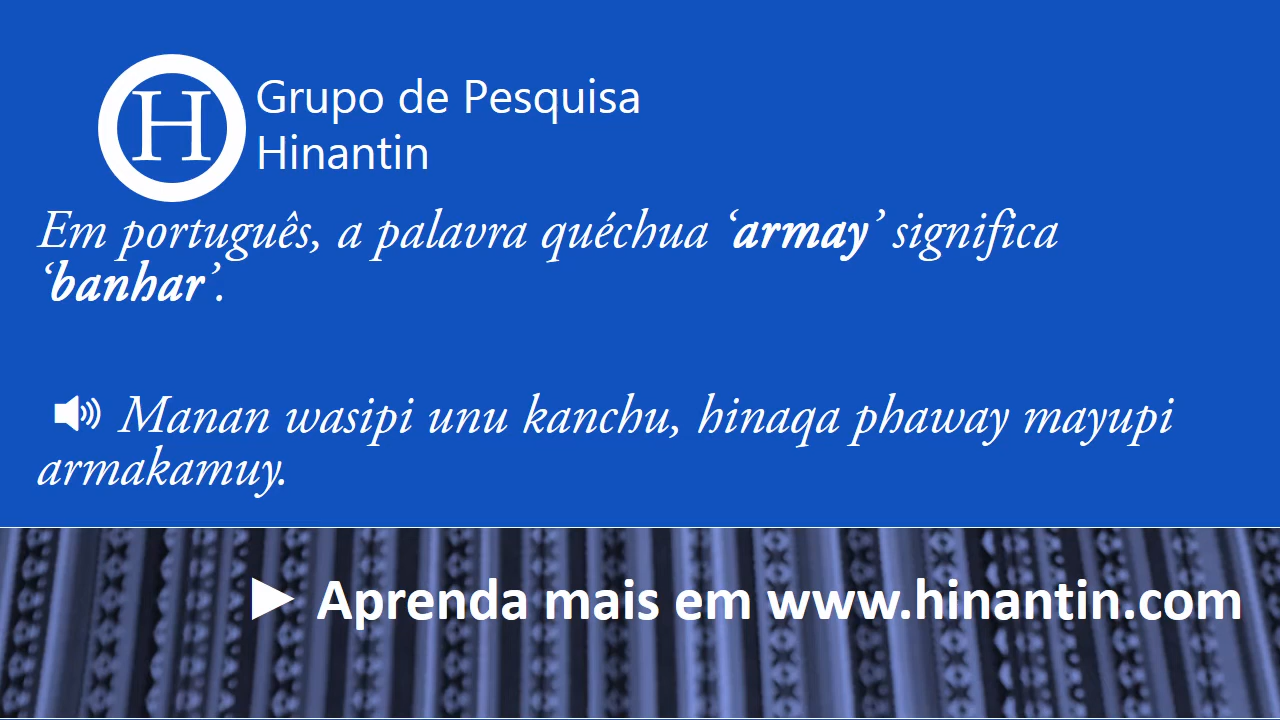 H
Grupo de Pesquisa
Hinantin
Em português, a palavra quéchua ‘armay’ significa
‘banhar’.
Manan wasipi unu kanchu, hinaqa phaway mayupi
armakamuy.
► Aprenda mais em www.hinantin.com